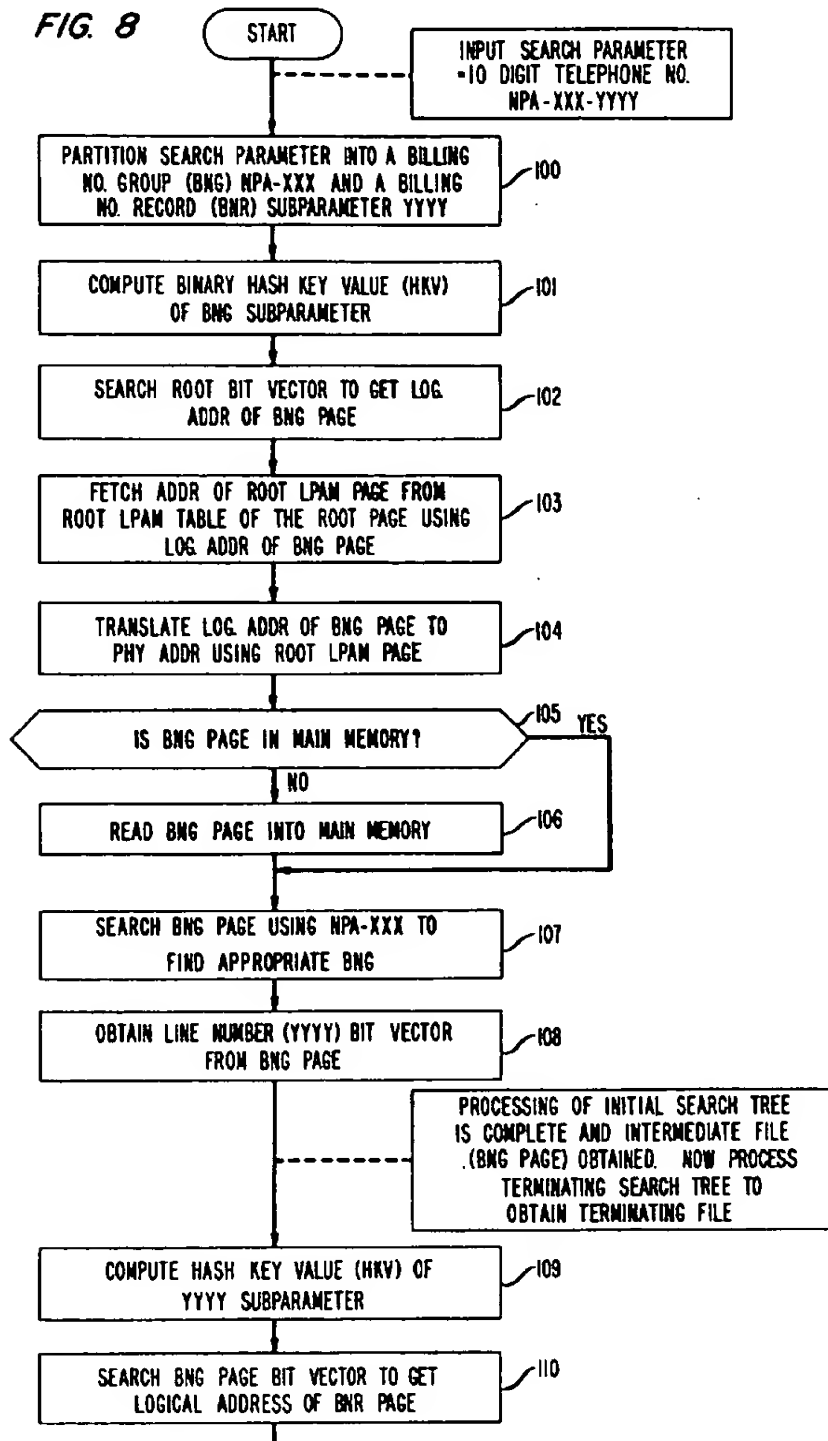 FIG. 8
START
INPUT SEARCH PARAMETER
=10 DIGIT TELEPHONE NO.
NPA-XXX-YYYY
PARTITION SEARCH PARAMETER INTO A BILLING
NO. GROUP (BNG) NPA-XXX AND A BILLING
NO. RECORD (BNR) SUBPARAMETER YYYY
100
COMPUTE BINARY HASH KEY VALUE (HKV)
OF BNG SUBPARAMETER
101
SEARCH ROOT BIT VECTOR TO GET LOG.
ADDR OF BNG PAGE
102
FETCH ADDR OF ROOT LPAM PAGE FROM
ROOT LPAM TABLE OF THE ROOT PAGE USING
LOG. ADDR OF BNG PAGE
103
TRANSLATE LOG. ADDR OF BNG PAGE TO
PHY ADDR USING ROOT LPAM PAGE
104
IS BNG PAGE IN MAIN MEMORY?
105
YES
NO
READ BNG PAGE INTO MAIN MEMORY
106
SEARCH BNG PAGE USING NPA-XXX TO
FIND APPROPRIATE BNG
107
OBTAIN LINE NUMBER (YYYY) BIT VECTOR
FROM BNG PAGE
108
PROCESSING OF INITIAL SEARCH TREE
IS COMPLETE AND INTERMEDIATE FILE
.(BNG PAGE) OBTAINED. NOW PROCESS
TERMINATING SEARCH TREE TO
OBTAIN TERMINATING FILE
COMPUTE HASH KEY VALUE (HKV) OF
YYYY SUBPARAMETER
109
SEARCH BNG PAGE BIT VECTOR TO GET
LOGICAL ADDRESS OF BNR PAGE
110